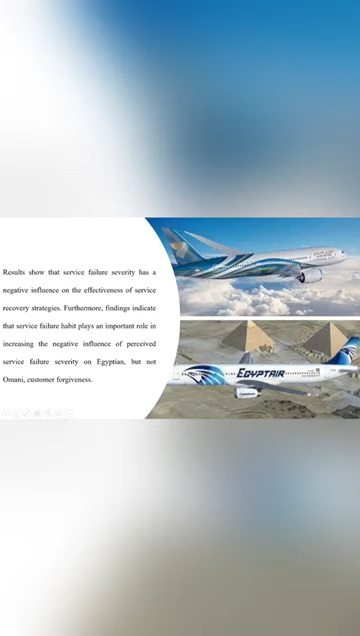 Results show that service failure severity has a
negative influence on the effectiveness of service
recovery strategies. Furthermore, findings indicate
that service failure habit plays an important role in
increasing the negative influence of perceived
service failure severity on Egyptian, but not
Omani, customer forgiveness.
EGYPTAIR